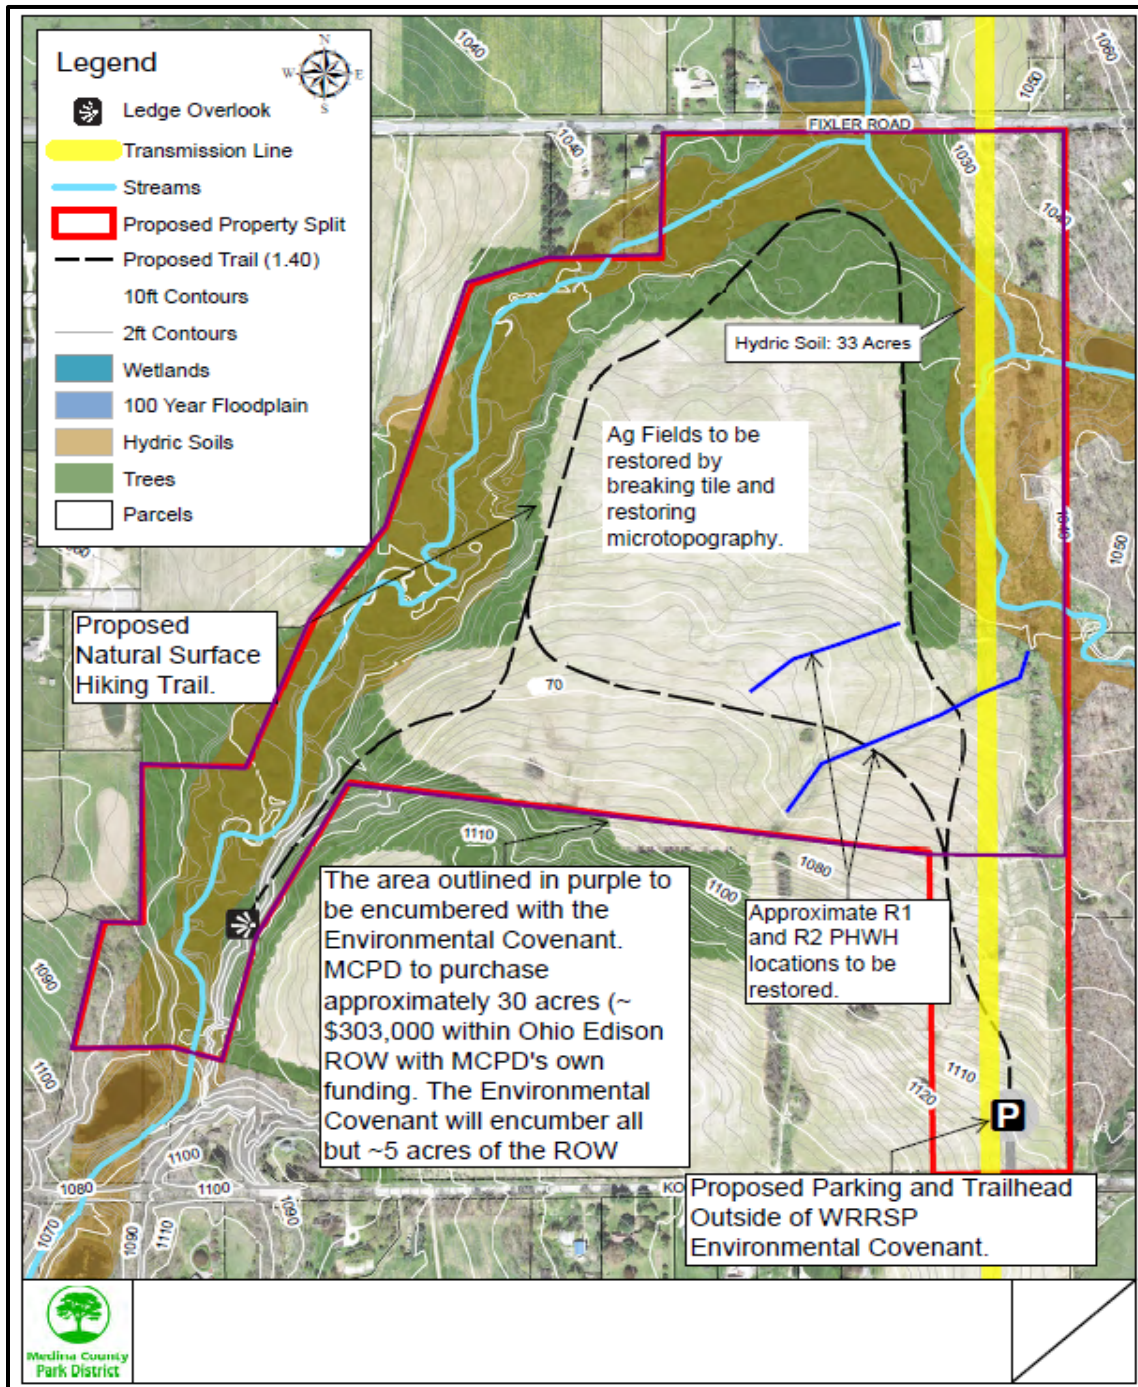 Legend
N
W E
S
Ledge Overlook
Transmission Line
Streams
Proposed Property Split
Proposed Trail (1.40)
10ft Contours
2ft Contours
Wetlands
100 Year Floodplain
Hydric Soils
Trees
Parcels
1040
1060
1050
FIXLER ROAD
1040
1030
1040
Hydric Soil: 33 Acres
Ag Fields to be
restored by
breaking tile and
restoring
microtopography.
1040
1050
Proposed
Natural Surface
Hiking Trail.
70
1110
1080
1100
The area outlined in purple to
be encumbered with the
Environmental Covenant.
MCPD to purchase
approximately 30 acres (~
$303,000 within Ohio Edison
ROW with MCPD's own
funding. The Environmental
Covenant will encumber all
but ~5 acres of the ROW
Approximate R1
and R2 PHWH
locations to be
restored.
1090
1100
1110
1120
P
1100
1080
1100
1070
1090
1110
1090
KO
Proposed Parking and Trailhead
Outside of WRRSP
Environmental Covenant.
Medina County
Park District